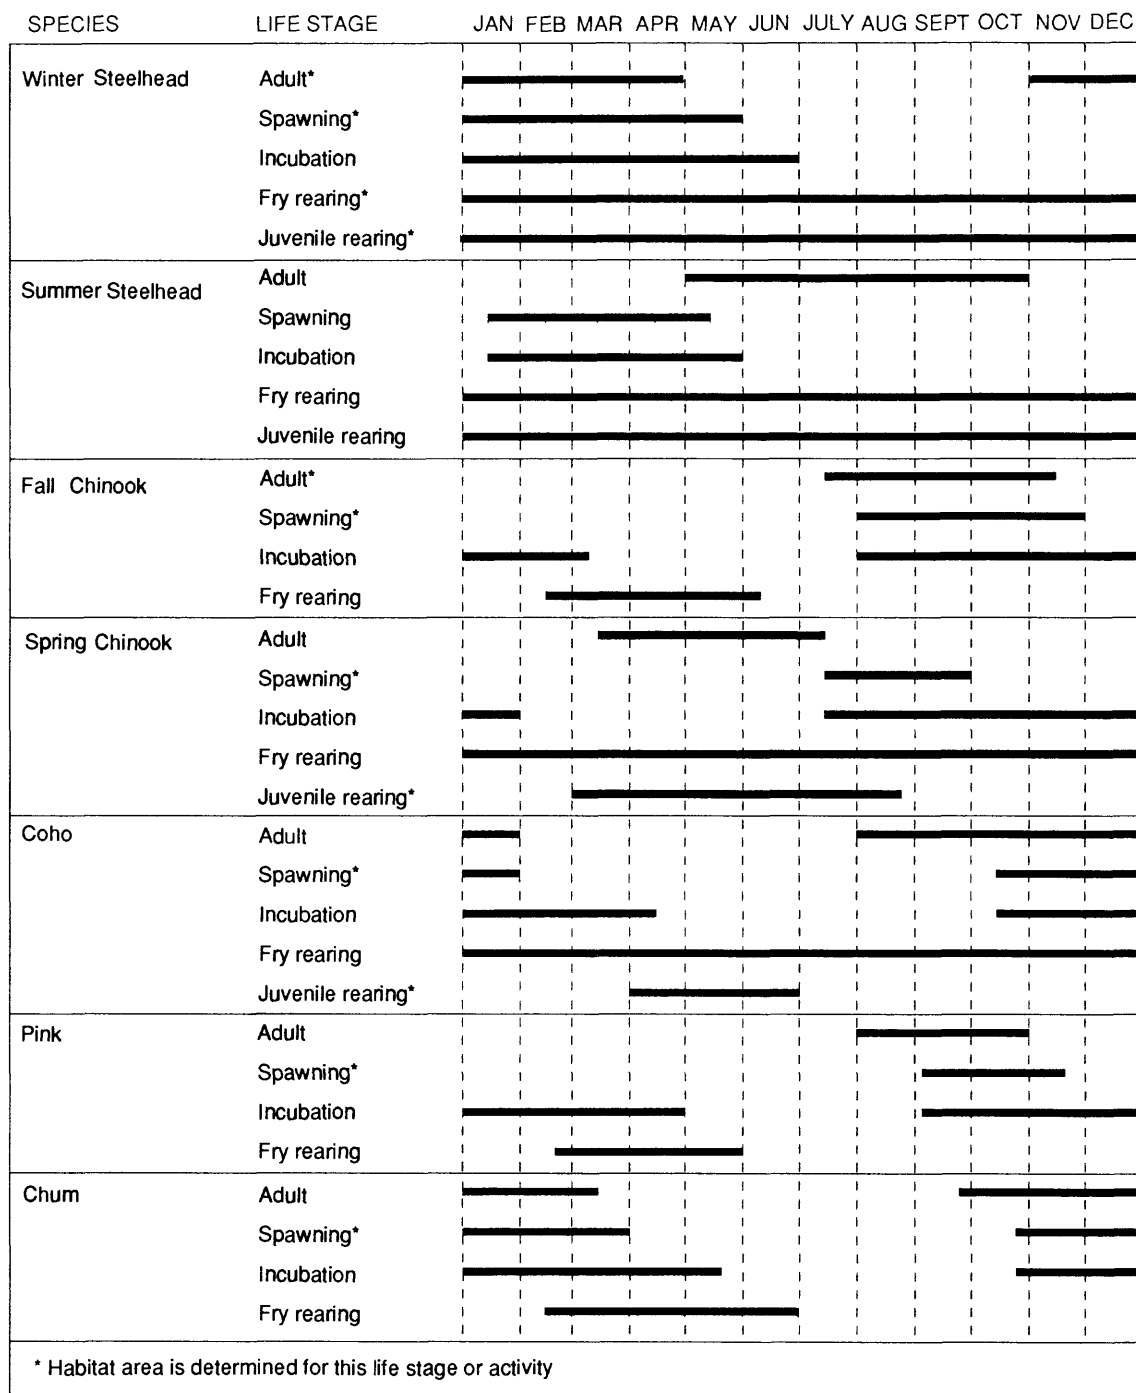 SPECIES LIFE STAGE JAN FEB MAR APR MAY JUN JULY AUG SEPT OCT NOV DEC
Winter Steelhead Adult*
Spawning*
Incubation
Fry rearing*
Juvenile rearing*
Summer Steelhead Adult
Spawning
Incubation
Fry rearing
Juvenile rearing
Fall Chinook Adult*
Spawning*
Incubation
Fry rearing
Spring Chinook Adult
Spawning*
Incubation
Fry rearing
Juvenile rearing*
Coho Adult
Spawning*
Incubation
Fry rearing
Juvenile rearing*
Pink Adult
Spawning*
Incubation
Fry rearing
Chum Adult
Spawning*
Incubation
Fry rearing
* Habitat area is determined for this life stage or activity